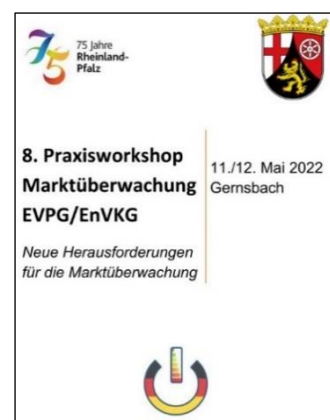 75
75 Jahre
Rheinland-
Pfalz
8. Praxisworkshop
Marktüberwachung
EVPG/EnVKG
Neue Herausforderungen
für die Marktüberwachung
11./12. Mai 2022
Gernsbach